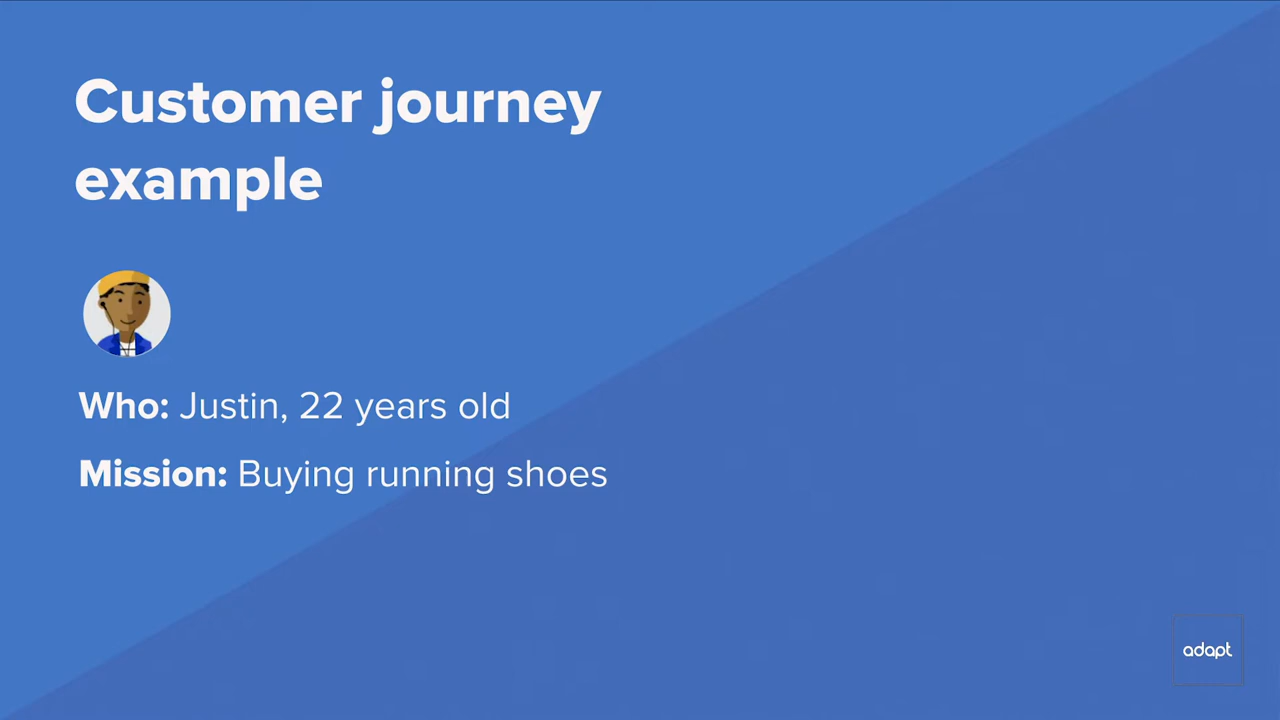 Customer journey
example
Who: Justin, 22 years old
Mission: Buying running shoes
adapt